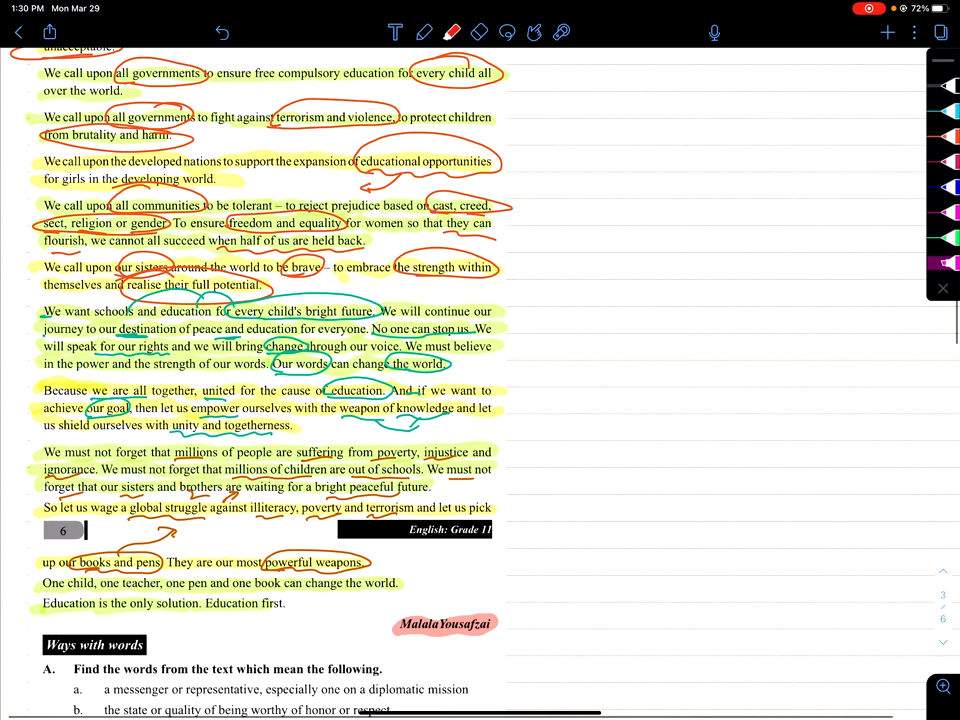 1:30 PM Mon Mar 29
72%
unacceptable.
We call upon all governments to ensure free compulsory education for every child all
over the world.
We call upon all governments to fight against terrorism and violence, to protect children
from brutality and harm.
We call upon the developed nations to support the expansion of educational opportunities
for girls in the developing world.
We call upon all communities to be tolerant – to reject prejudice based on cast, creed,
sect, religion or gender. To ensure freedom and equality for women so that they can
flourish, we cannot all succeed when half of us are held back.
We call upon our sisters around the world to be brave – to embrace the strength within
themselves and realise their full potential.
We want schools and education for every child's bright future. We will continue our
journey to our destination of peace and education for everyone. No one can stop us. We
will speak for our rights and we will bring change through our voice. We must believe
in the power and the strength of our words. Our words can change the world.
Because we are all together, united for the cause of education. And if we want to
achieve our goal, then let us empower ourselves with the weapon of knowledge and let
us shield ourselves with unity and togetherness.
We must not forget that millions of people are suffering from poverty, injustice and
ignorance. We must not forget that millions of children are out of schools. We must not
forget that our sisters and brothers are waiting for a bright peaceful future.
So let us wage a global struggle against illiteracy, poverty and terrorism and let us pick
6
English: Grade 11
up our books and pens. They are our most powerful weapons.
One child, one teacher, one pen and one book can change the world.
Education is the only solution. Education first.
MalalaYousafzai
Ways with words
A. Find the words from the text which mean the following.
a. a messenger or representative, especially one on a diplomatic mission
b. the state or quality of being worthy of honor or respect
3
/
6